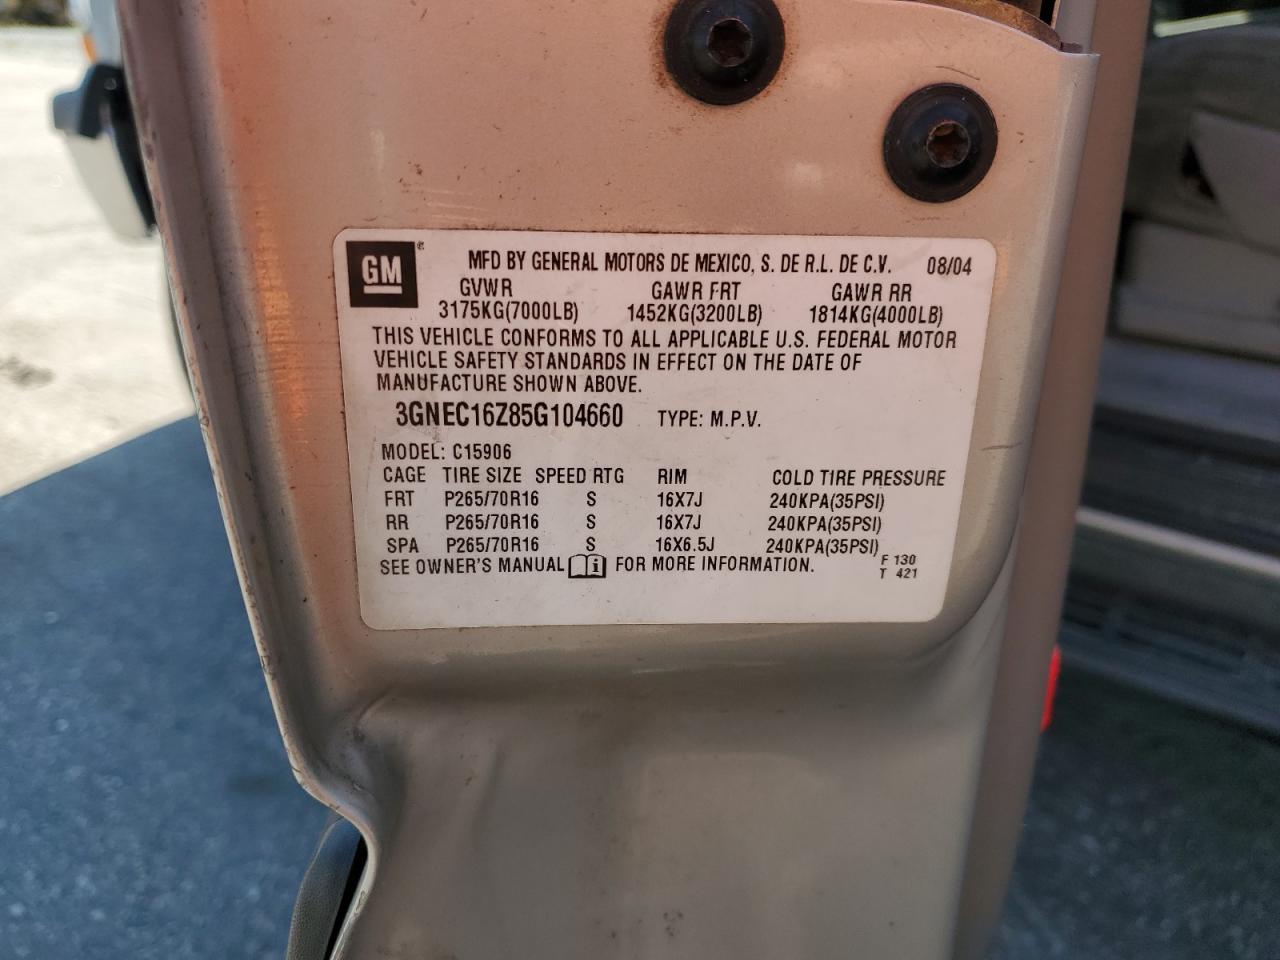 GM®
MFD BY GENERAL MOTORS DE MEXICO, S. DE R.L. DE C.V. 08/04
GVWR GAWR FRT GAWR RR
3175KG(7000LB) 1452KG(3200LB) 1814KG(4000LB)
THIS VEHICLE CONFORMS TO ALL APPLICABLE U.S. FEDERAL MOTOR
VEHICLE SAFETY STANDARDS IN EFFECT ON THE DATE OF
MANUFACTURE SHOWN ABOVE.
3GNEC16Z85G104660 TYPE: M.P.V.
MODEL: C15906
CAGE TIRE SIZE SPEED RTG RIM COLD TIRE PRESSURE
FRT P265/70R16 S 16X7J 240KPA(35PSI)
RR P265/70R16 S 16X7J 240KPA(35PSI)
SPA P265/70R16 S 16X6.5J 240KPA(35PSI)
SEE OWNER'S MANUAL i FOR MORE INFORMATION.
F 130
T 421